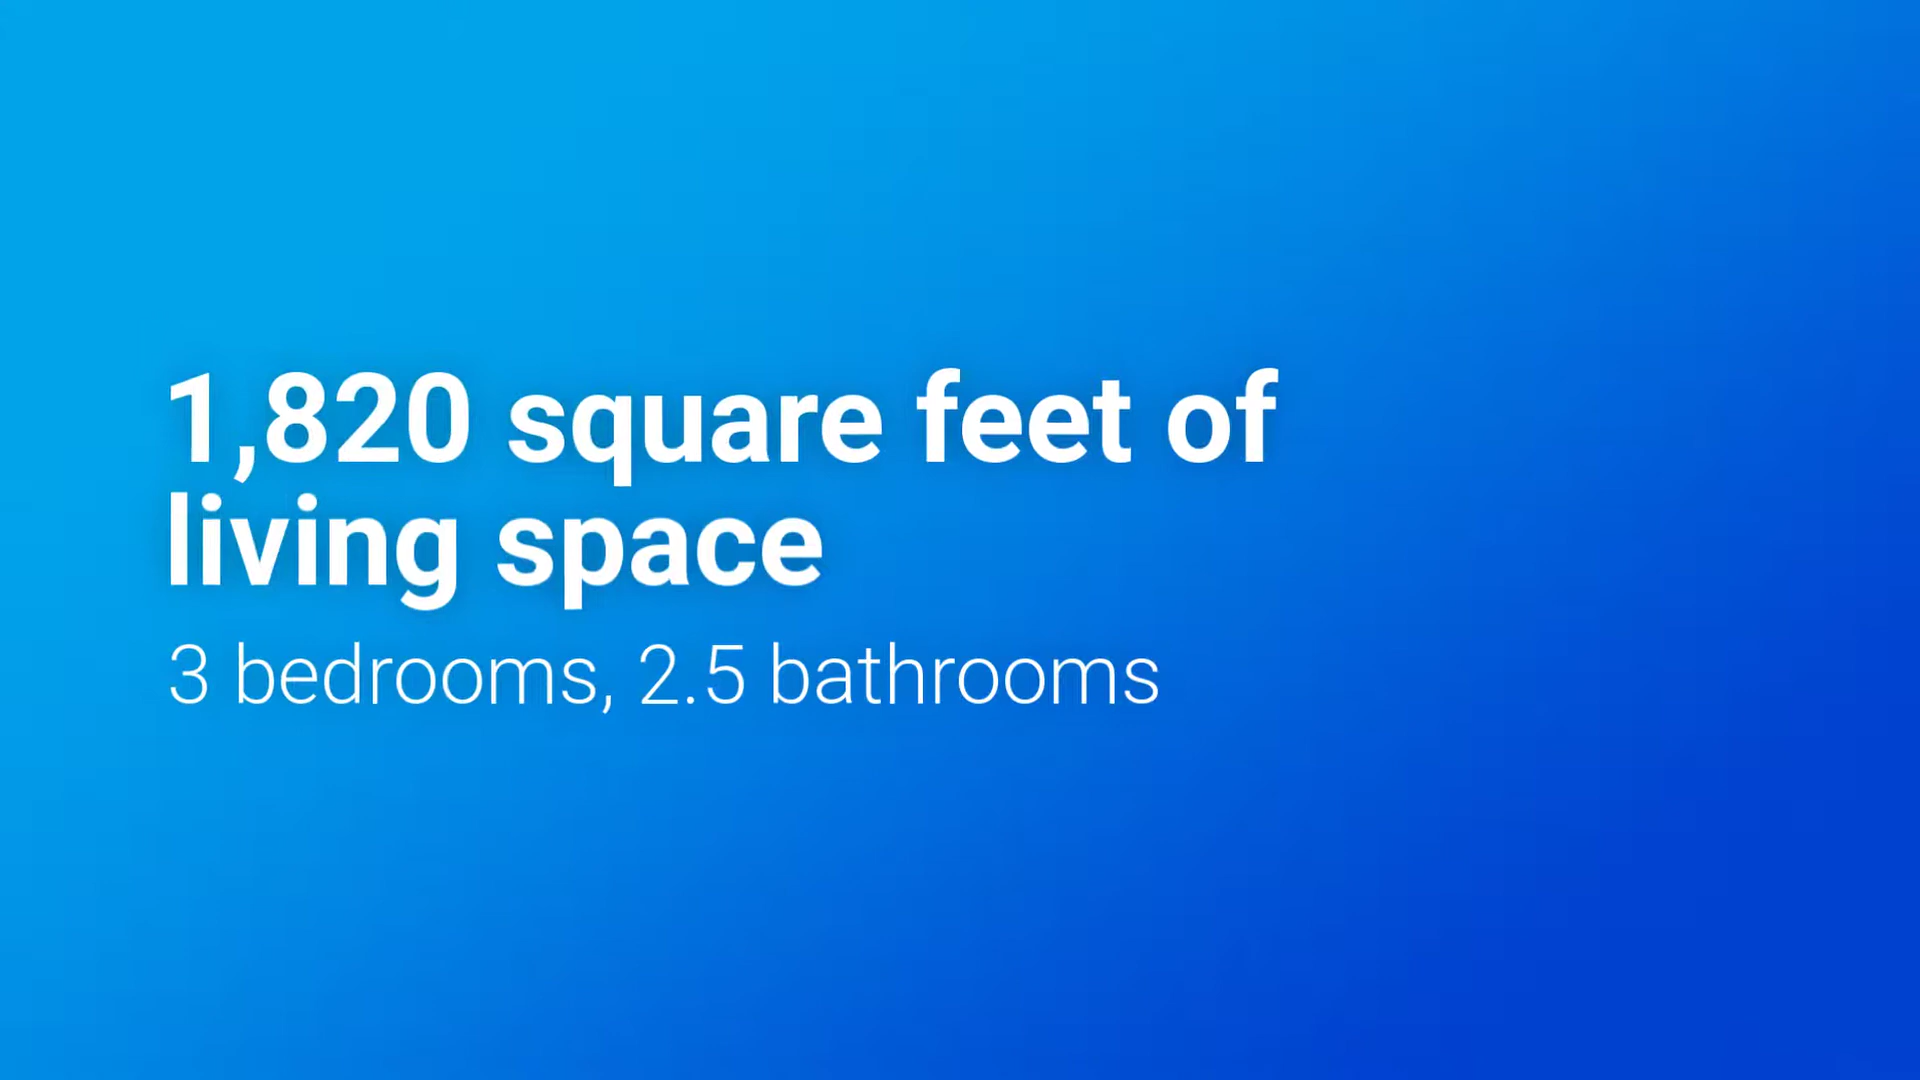 1,820 square feet of
living space
3 bedrooms, 2.5 bathrooms